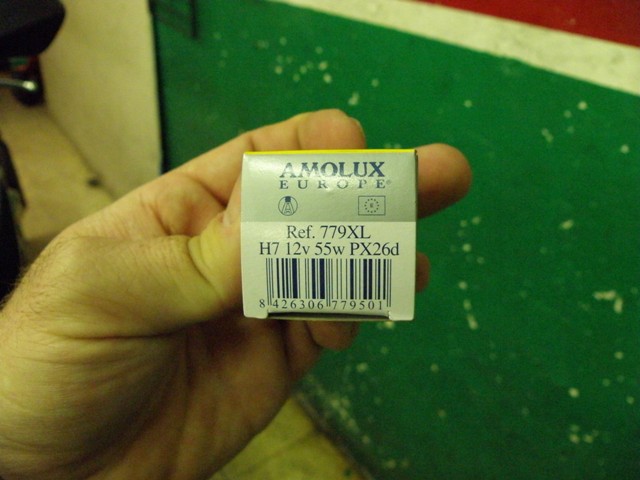 AMOLUX
EUROPE
Ref. 779XL
H7 12v 55w PX26d
8 426306 779501